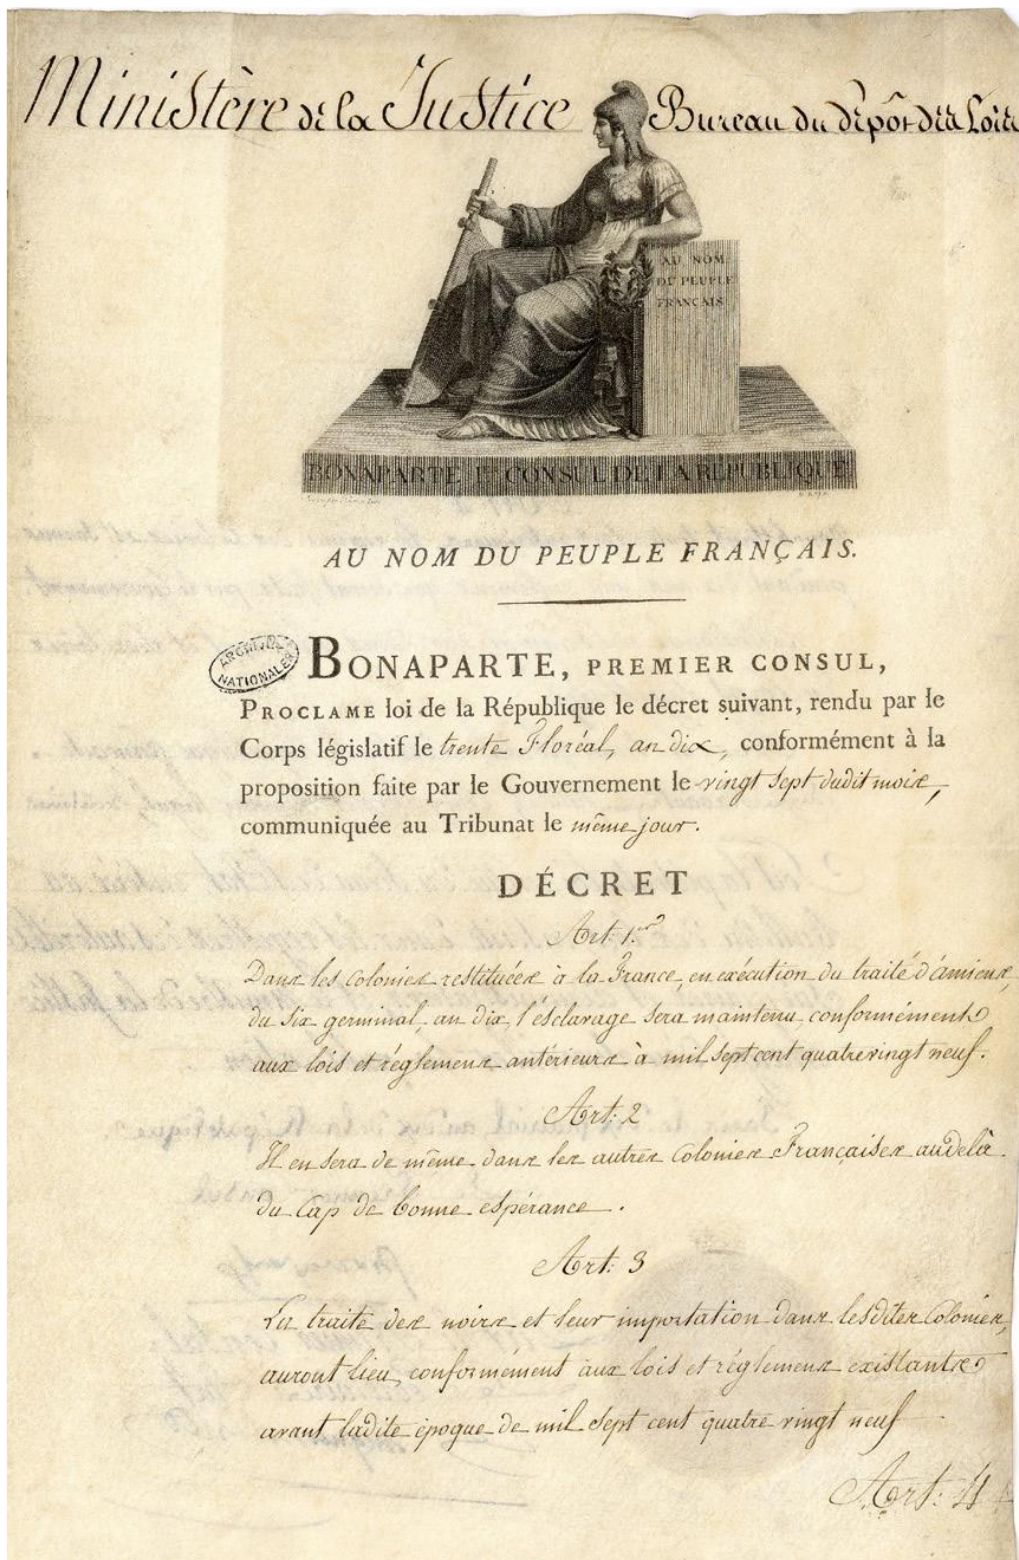 Ministère de la Justice Bureau du dépôt des Lois
AU NOM
DU PEUPLE
FRANÇAIS
BONAPARTE 1er CONSUL DE LA RÉPUBLIQUE
AU NOM DU PEUPLE FRANÇAIS.
ARCHIVES
NATIONALES
BONAPARTE, PREMIER CONSUL,
PROCLAME loi de la République le décret suivant, rendu par le
Corps législatif le trente Floréal, an dix, conformément à la
proposition faite par le Gouvernement le vingt sept dudit mois,
communiquée au Tribunat le même jour.
DÉCRET
Art: 1.er
Dans les Colonies restituées à la France, en exécution du traité d'amiens,
du six germinal, an dix, l'esclavage sera maintenu conformément
aux lois et réglemens antérieurs à mil sept cent quatre vingt neuf.
Art: 2
Il en sera de même dans les autres Colonies Françaises au delà
du Cap de bonne espérance.
Art: 3
La traite des noirs et leur importation dans lesdites Colonies,
auront lieu, conformément aux lois et réglemens existants
avant ladite époque de mil sept cent quatre vingt neuf
Art: 4